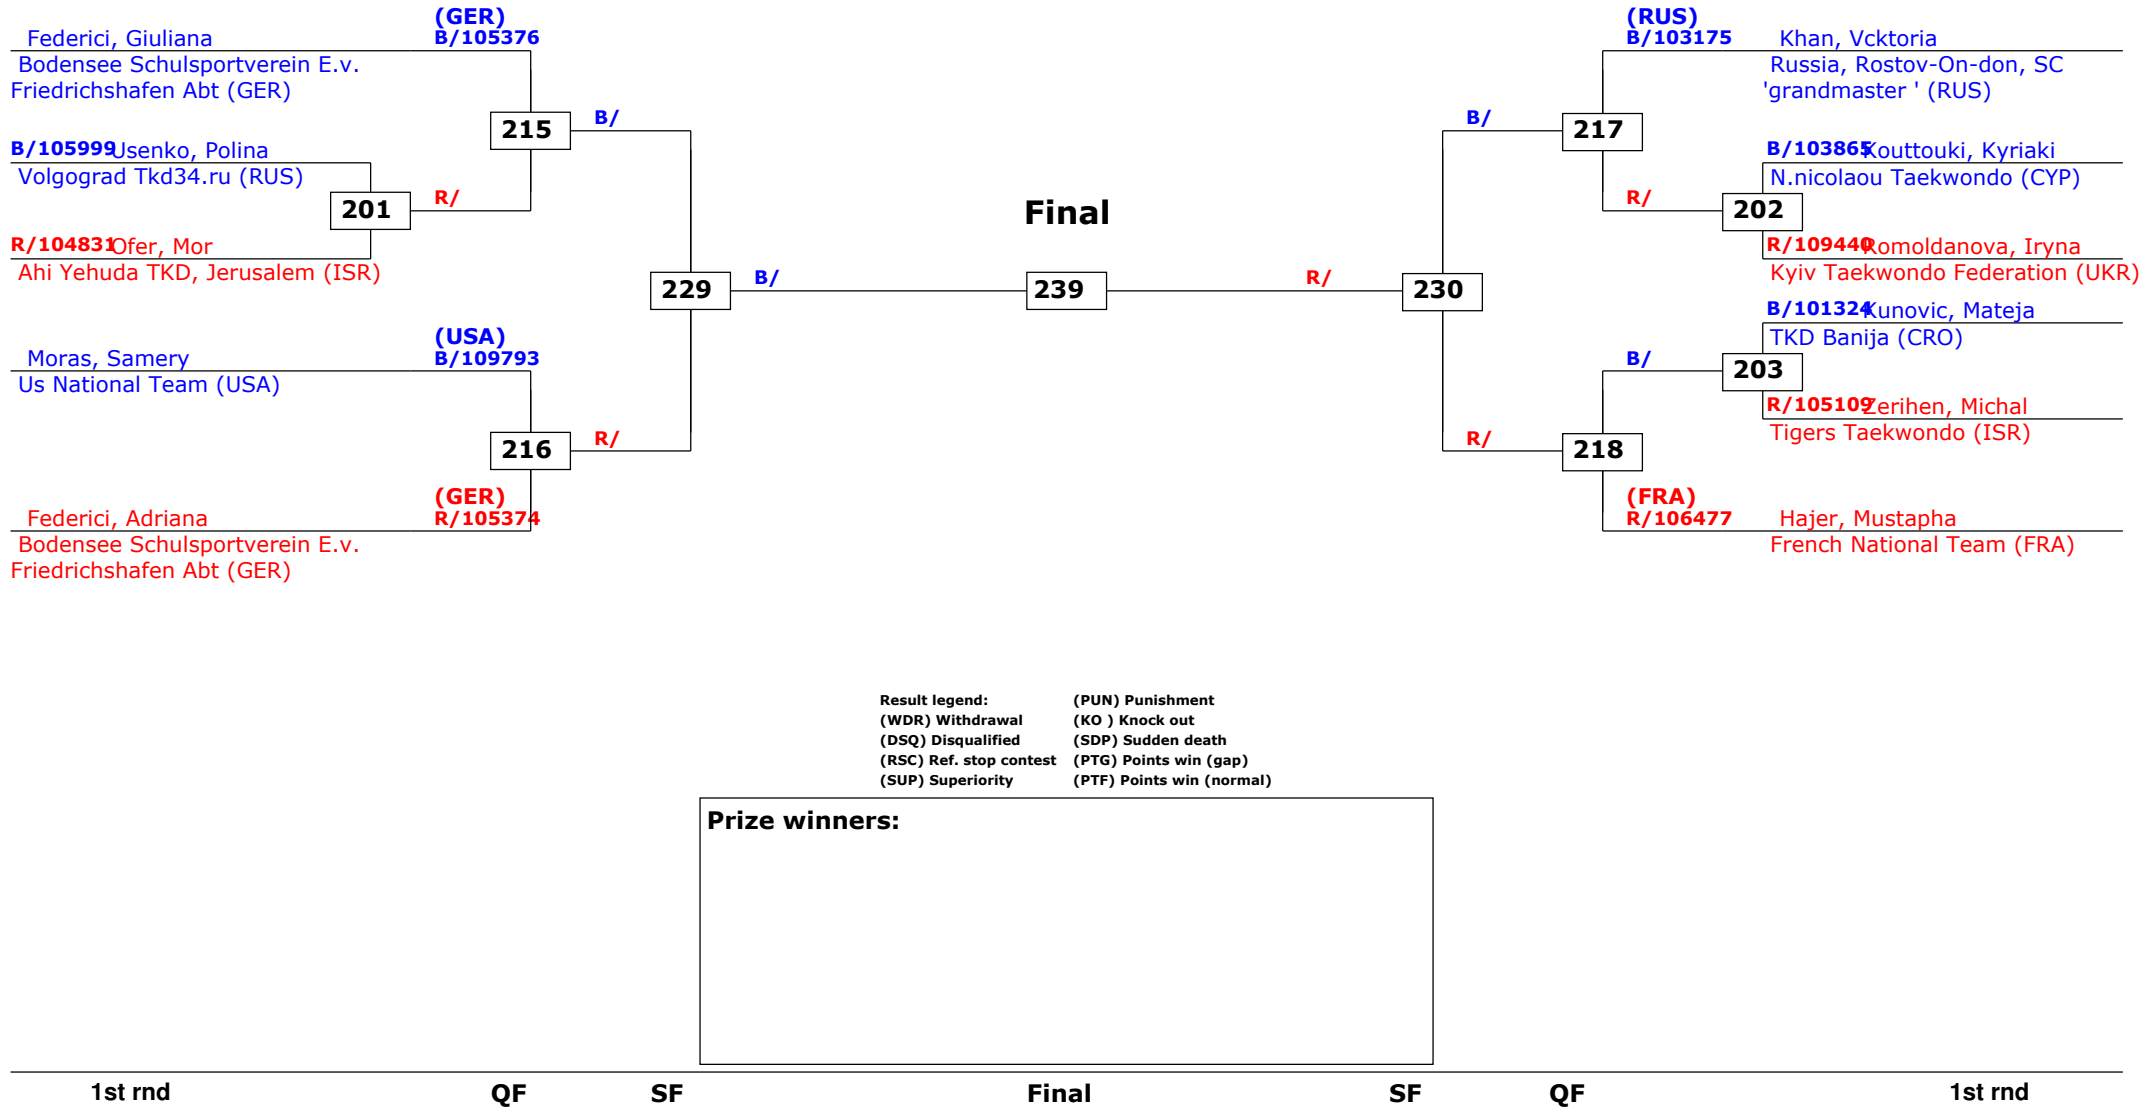 (GER)
Federici, Giuliana B/105376
Bodensee Schulsportverein E.v.
Friedrichshafen Abt (GER)
215 B/
B/105999 Usenko, Polina
Volgograd Tkd34.ru (RUS)
201 R/
R/104831 Ofer, Mor
Ahi Yehuda TKD, Jerusalem (ISR)
229 B/
(USA)
Moras, Samery B/109793
Us National Team (USA)
216 R/
(GER)
Federici, Adriana R/105374
Bodensee Schulsportverein E.v.
Friedrichshafen Abt (GER)
Final
239
(RUS)
B/103175 Khan, Vcktoria
Russia, Rostov-On-don, SC
'grandmaster ' (RUS)
B/ 217
B/103865 Kouttouki, Kyriaki
N.nicolaou Taekwondo (CYP)
R/ 202
R/109440 Romoldanova, Iryna
Kyiv Taekwondo Federation (UKR)
R/ 230
B/101324 Kunovic, Mateja
TKD Banija (CRO)
B/ 203
R/105109 Zerihen, Michal
Tigers Taekwondo (ISR)
R/ 218
(FRA)
R/106477 Hajer, Mustapha
French National Team (FRA)
Result legend: (PUN) Punishment
(WDR) Withdrawal (KO ) Knock out
(DSQ) Disqualified (SDP) Sudden death
(RSC) Ref. stop contest (PTG) Points win (gap)
(SUP) Superiority (PTF) Points win (normal)
Prize winners:
1st rnd QF SF Final SF QF 1st rnd